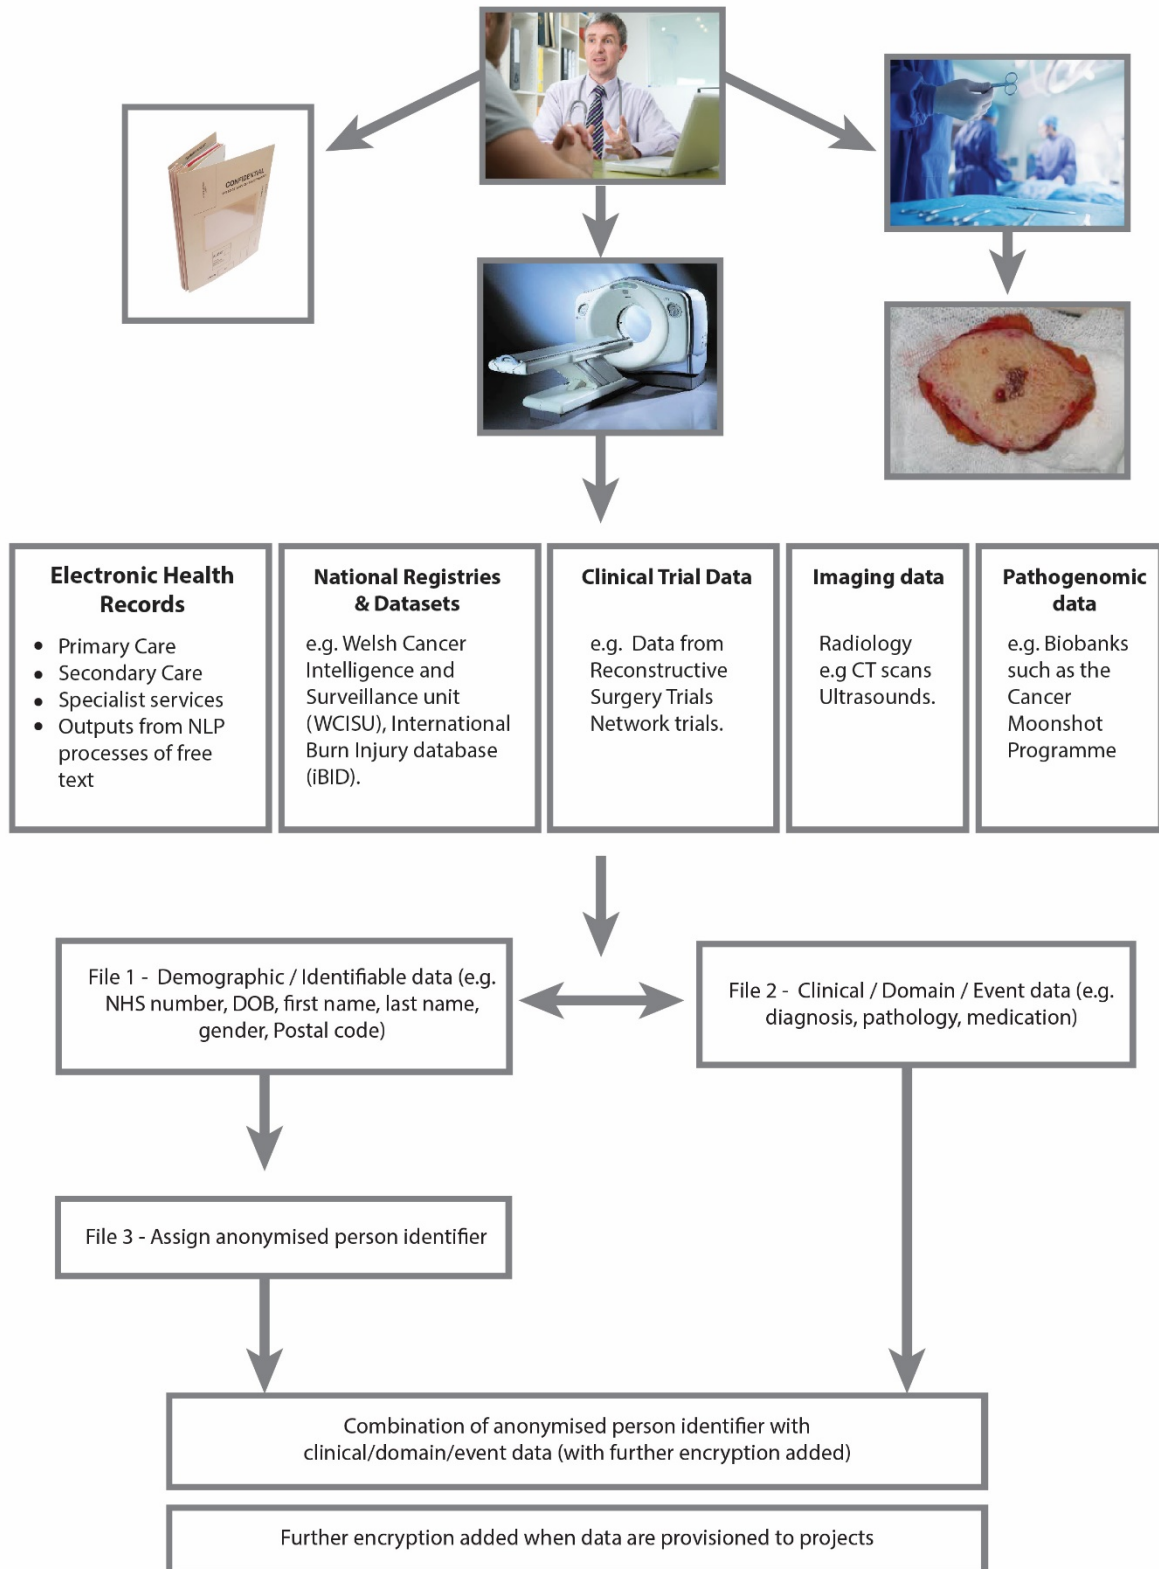 CONFIDENTIAL
Electronic Health
Records
• Primary Care
• Secondary Care
• Specialist services
• Outputs from NLP
processes of free
text
National Registries
& Datasets
e.g. Welsh Cancer
Intelligence and
Surveillance unit
(WCISU), International
Burn Injury database
(iBID).
Clinical Trial Data
e.g. Data from
Reconstructive
Surgery Trials
Network trials.
Imaging data
Radiology
e.g CT scans
Ultrasounds.
Pathogenomic
data
e.g. Biobanks
such as the
Cancer
Moonshot
Programme
File 1 - Demographic / Identifiable data (e.g.
NHS number, DOB, first name, last name,
gender, Postal code)
File 2 - Clinical / Domain / Event data (e.g.
diagnosis, pathology, medication)
File 3 - Assign anonymised person identifier
Combination of anonymised person identifier with
clinical/domain/event data (with further encryption added)
Further encryption added when data are provisioned to projects